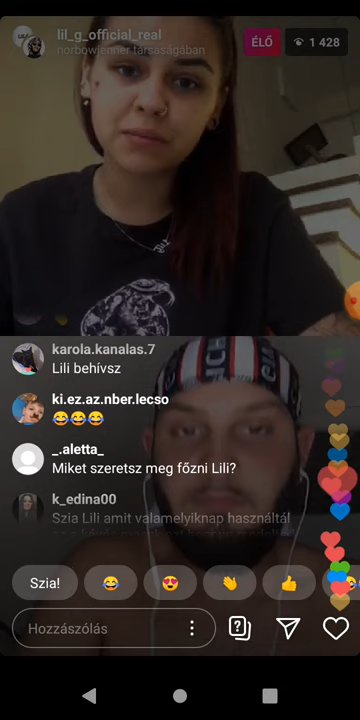 lil_g_official_real
norbowjenner társaságában
ÉLŐ
1 428
karola.kanalas.7
Lili behívsz
ki.ez.az.nber.lecso
😂😂😂
_.aletta_
Miket szeretsz meg főzni Lili?
k_edina00
Szia Lili amit valamelyiknap használtál
Szia!
Hozzászólás